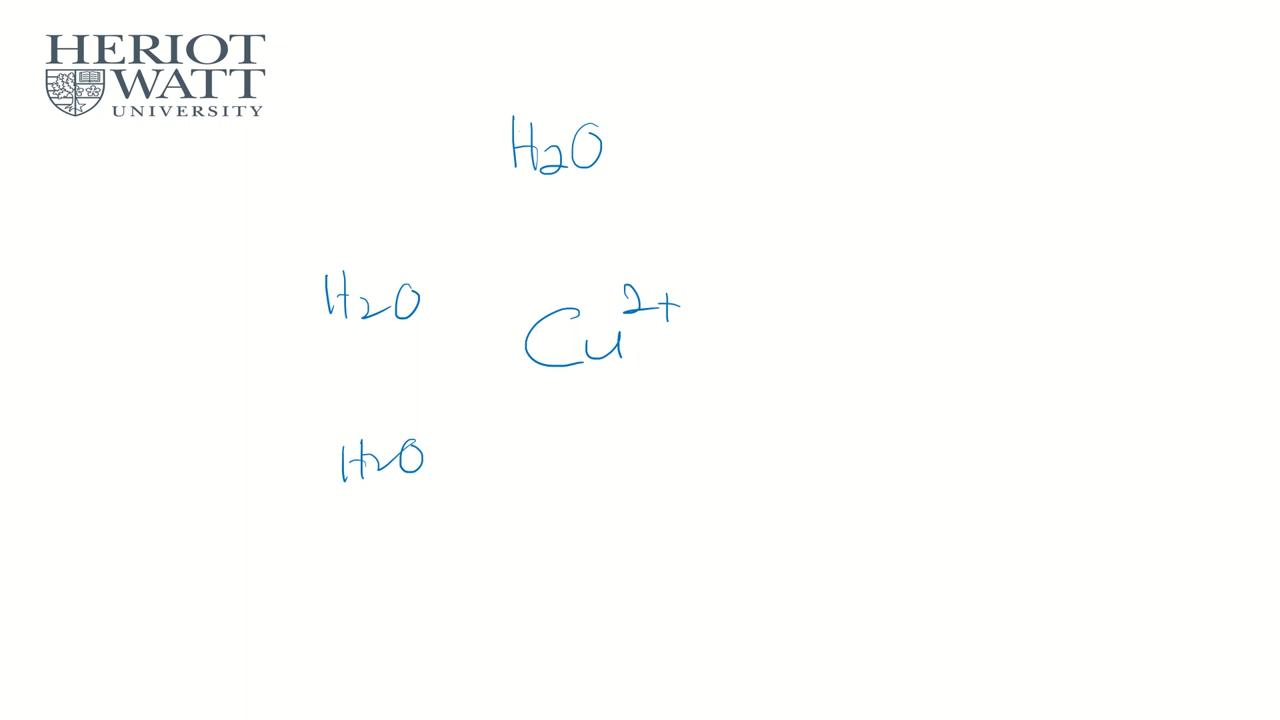 HERIOT
WATT
UNIVERSITY
H2O
H2O
Cu2+
H2O